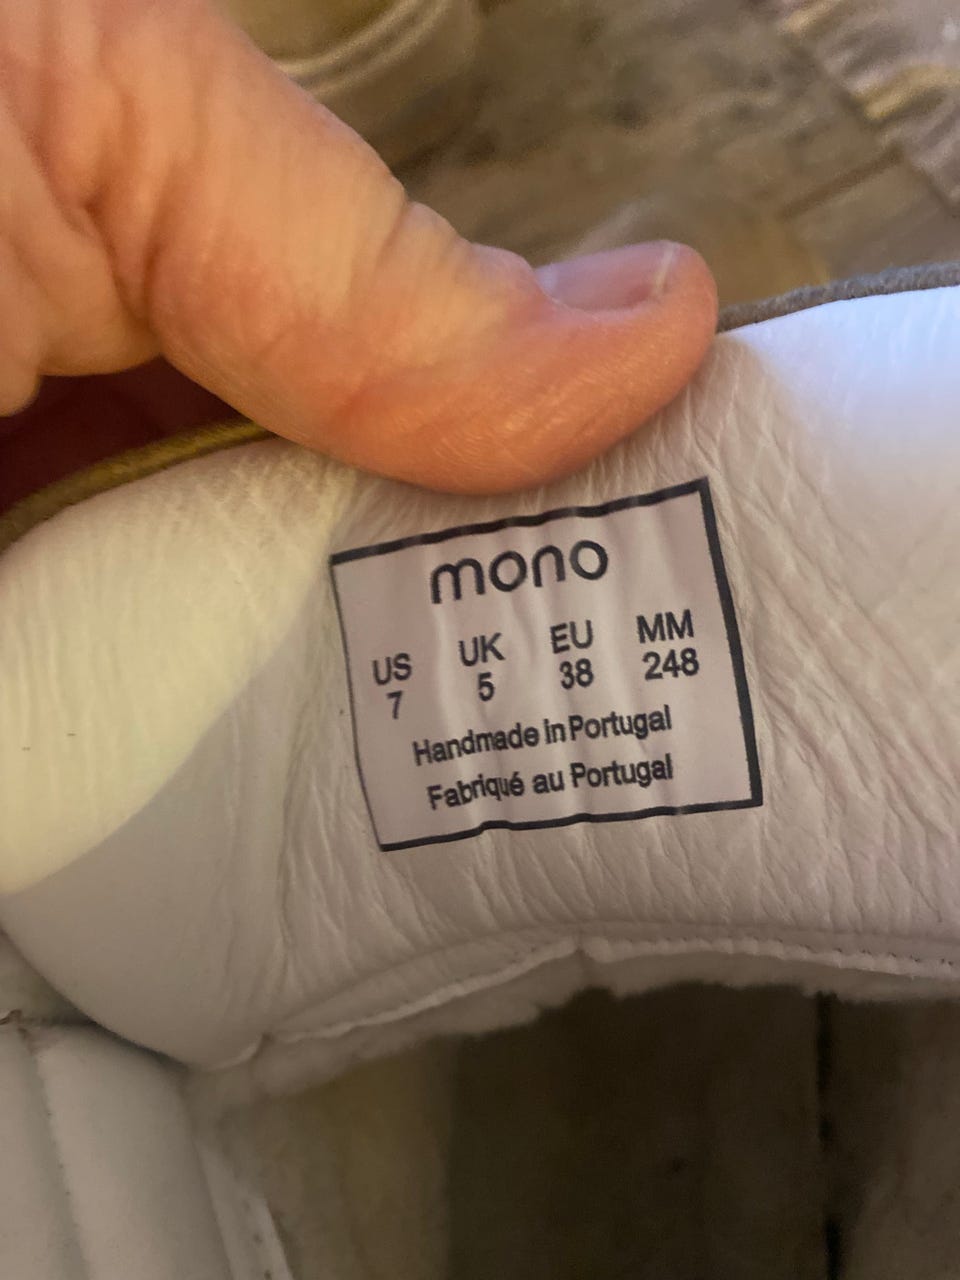 mono
US UK EU MM
7 5 38 248
Handmade in Portugal
Fabriqué au Portugal